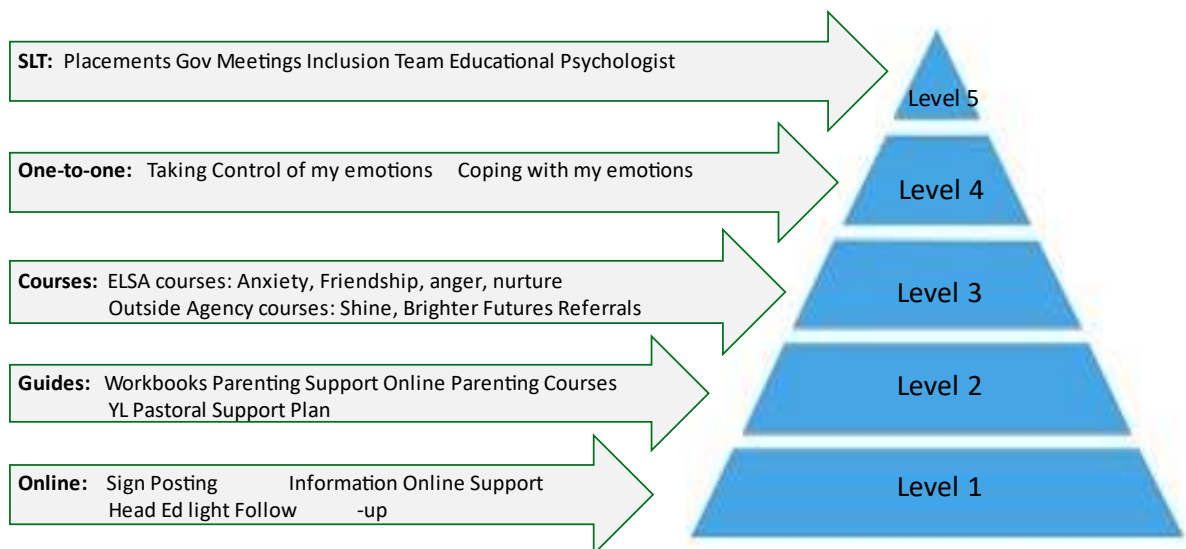 SLT: Placements Gov Meetings Inclusion Team Educational Psychologist
Level 5
One-to-one: Taking Control of my emotions Coping with my emotions
Level 4
Courses: ELSA courses: Anxiety, Friendship, anger, nurture
Outside Agency courses: Shine, Brighter Futures Referrals
Level 3
Guides: Workbooks Parenting Support Online Parenting Courses
YL Pastoral Support Plan
Level 2
Online: Sign Posting Information Online Support
Head Ed light Follow -up
Level 1